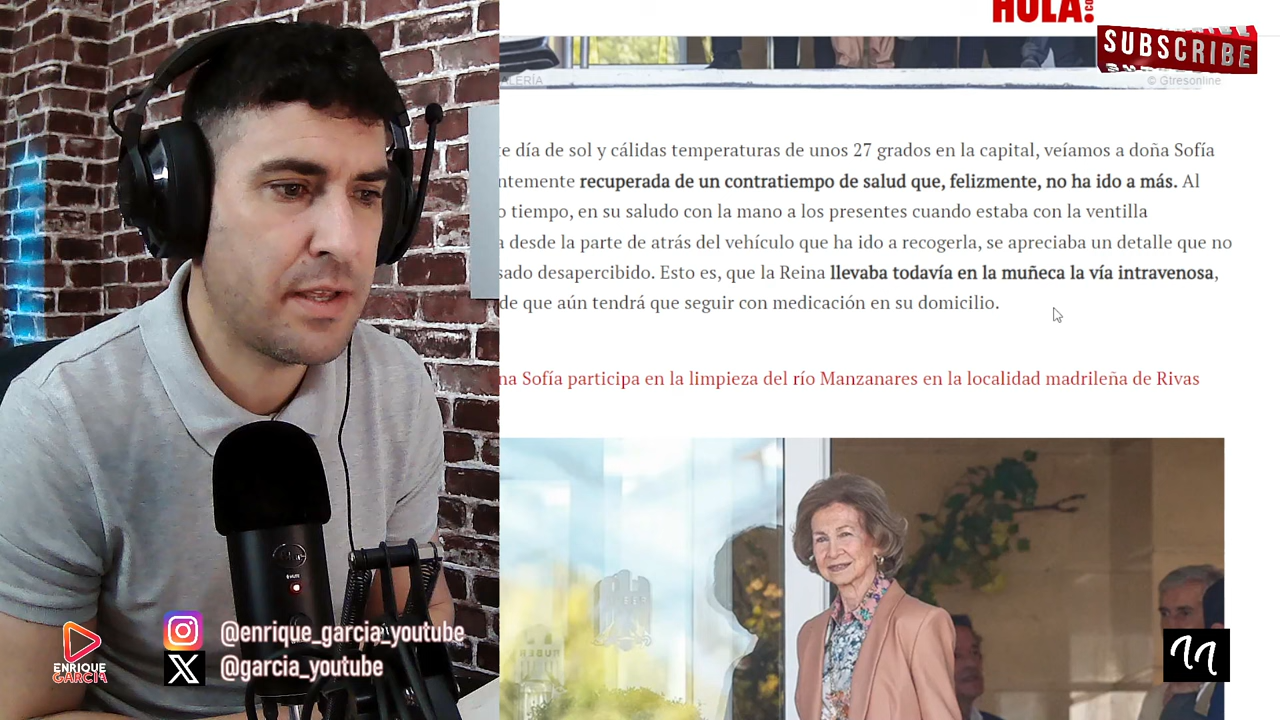 HOLA!
SUBSCRIBE
© Gtresonline
e día de sol y cálidas temperaturas de unos 27 grados en la capital, veíamos a doña Sofía
ntemente recuperada de un contratiempo de salud que, felizmente, no ha ido a más. Al
o tiempo, en su saludo con la mano a los presentes cuando estaba con la ventilla
a desde la parte de atrás del vehículo que ha ido a recogerla, se apreciaba un detalle que no
sado desapercibido. Esto es, que la Reina llevaba todavía en la muñeca la vía intravenosa,
de que aún tendrá que seguir con medicación en su domicilio.
na Sofía participa en la limpieza del río Manzanares en la localidad madrileña de Rivas
@enrique_garcia_youtube
@garcia_youtube
ENRIQUE
GARCIA